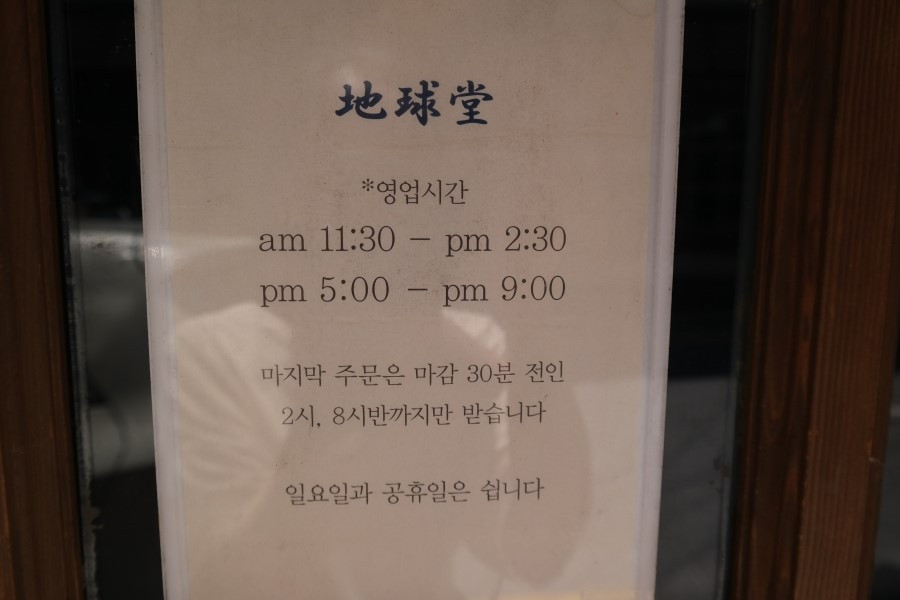 地球堂
*영업시간
am 11:30 - pm 2:30
pm 5:00 - pm 9:00
마지막 주문은 마감 30분 전인
2시, 8시반까지만 받습니다
일요일과 공휴일은 쉽니다